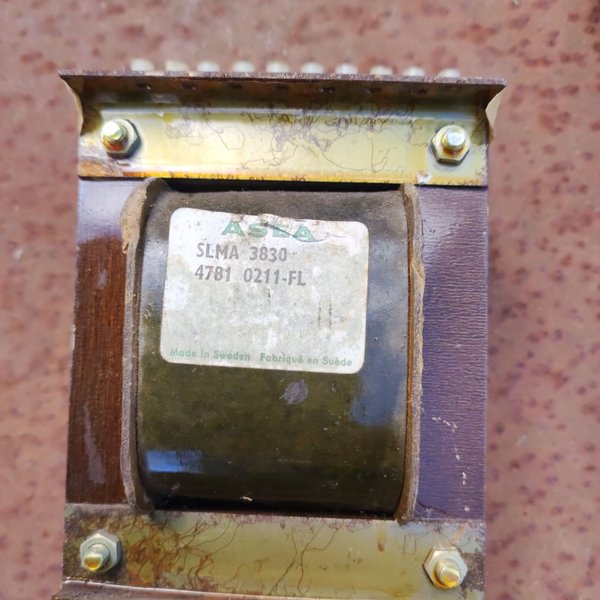 ASEA
SLMA 3830
4781 0211-FL
Made in Sweden Fabriqué en Suède